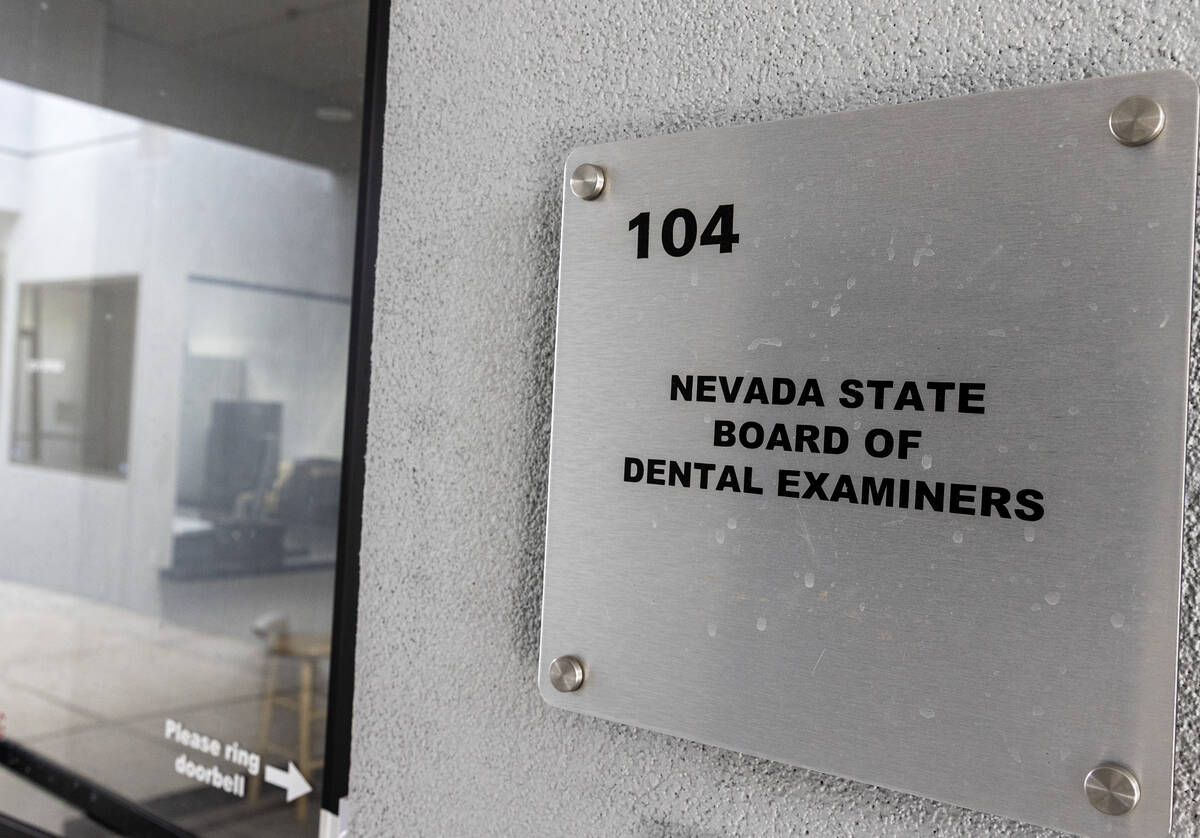 104
NEVADA STATE
BOARD OF
DENTAL EXAMINERS
Please ring
doorbell